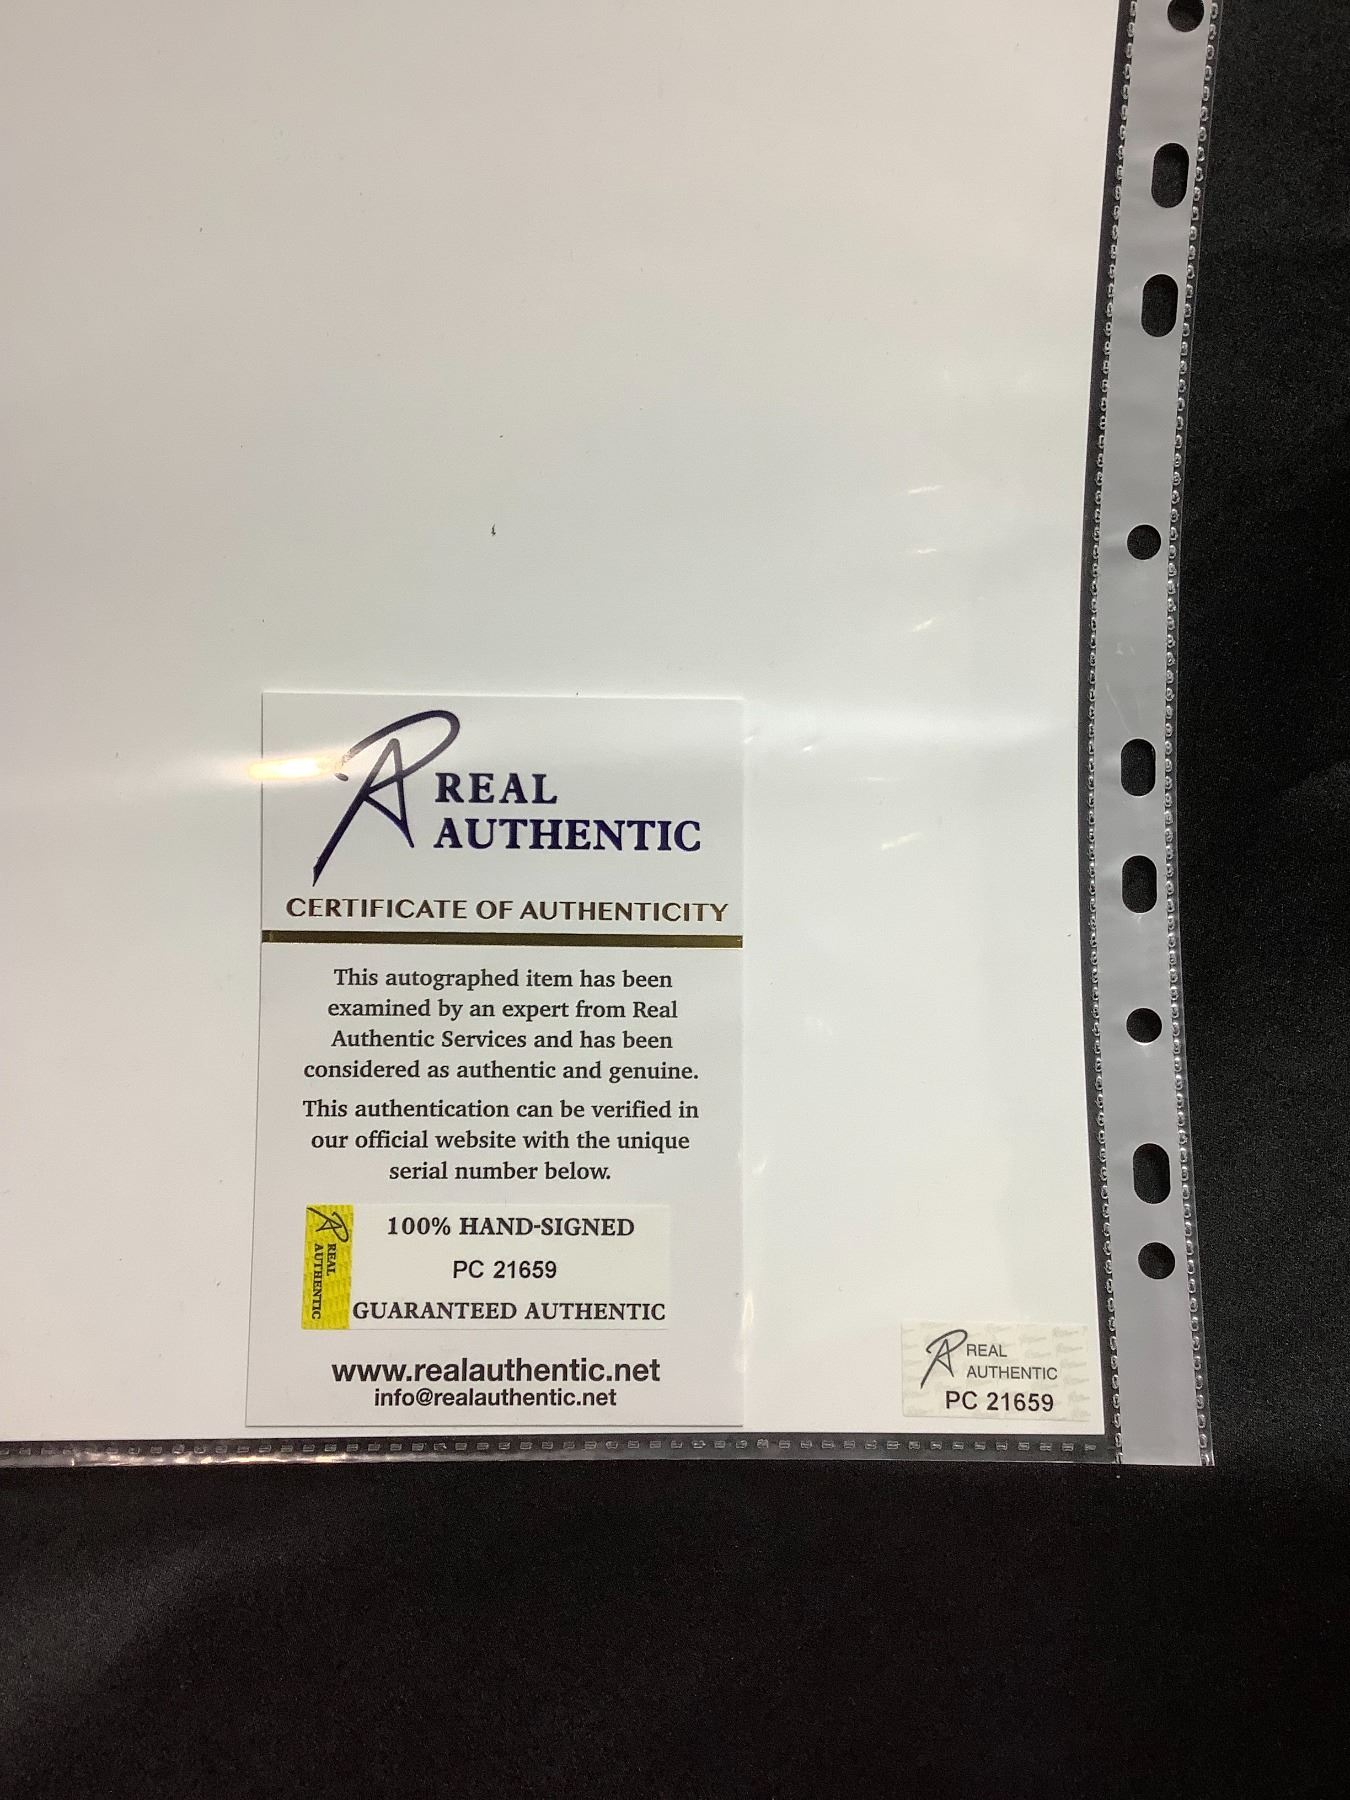 REAL
AUTHENTIC
CERTIFICATE OF AUTHENTICITY
This autographed item has been
examined by an expert from Real
Authentic Services and has been
considered as authentic and genuine.
This authentication can be verified in
our official website with the unique
serial number below.
REAL
AUTHENTIC
100% HAND-SIGNED
PC 21659
GUARANTEED AUTHENTIC
www.realauthentic.net
info@realauthentic.net
REAL
AUTHENTIC
PC 21659